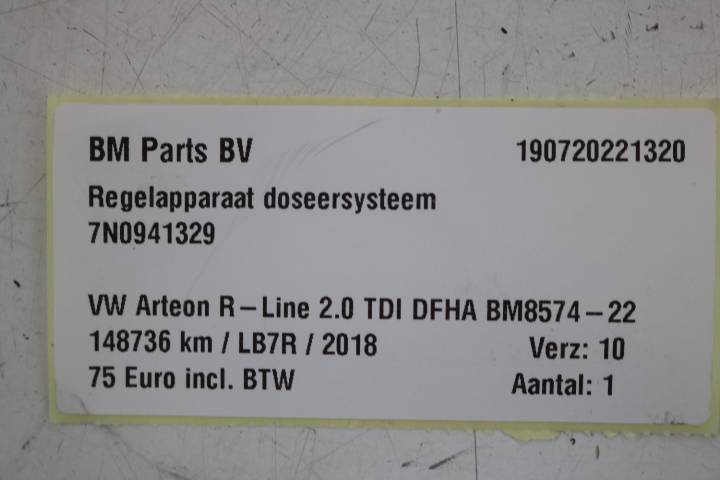 BM Parts BV 190720221320
Regelapparaat doseersysteem
7N0941329
VW Arteon R-Line 2.0 TDI DFHA BM8574-22
148736 km / LB7R / 2018 Verz: 10
75 Euro incl. BTW Aantal: 1